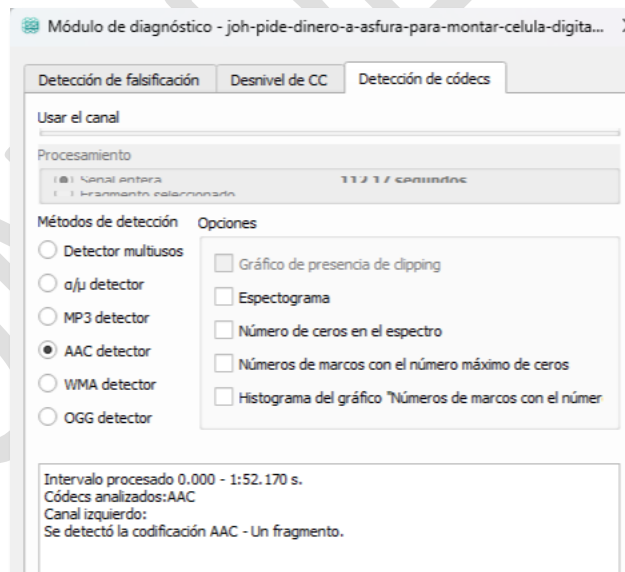 Módulo de diagnóstico - joh-pide-dinero-a-asfura-para-montar-celula-digita...
Detección de falsificación Desnivel de CC Detección de códecs
Usar el canal
Procesamiento
Señal entera 112.17 segundos
Fragmento seleccionado
Métodos de detección Opciones
Detector multiusos
Gráfico de presencia de clipping
α/μ detector
Espectograma
MP3 detector
Número de ceros en el espectro
AAC detector
Números de marcos con el número máximo de ceros
WMA detector
Histograma del gráfico "Números de marcos con el númer
OGG detector
Intervalo procesado 0.000 - 1:52.170 s.
Códecs analizados:AAC
Canal izquierdo:
Se detectó la codificación AAC - Un fragmento.